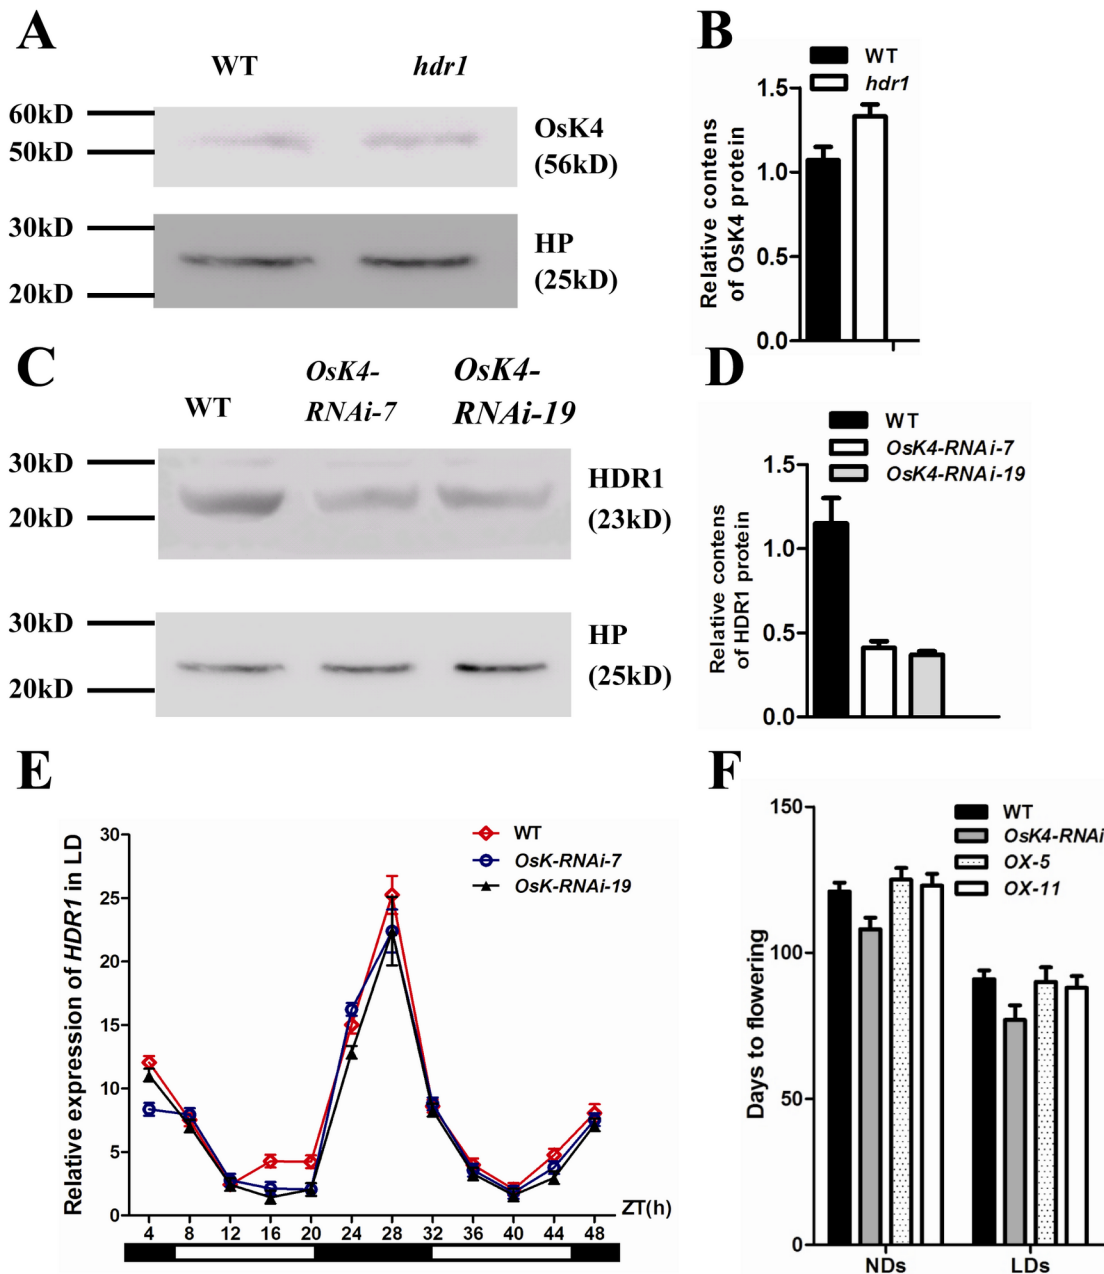 A
WT hdr1
60kD
50kD
OsK4
(56kD)
30kD
20kD
HP
(25kD)
B
WT
hdr1
Relative contens
of OsK4 protein
1.5
1.0
0.5
0.0
C
WT
OsK4-
RNAi-7
OsK4-
RNAi-19
30kD
20kD
HDR1
(23kD)
30kD
20kD
HP
(25kD)
D
WT
OsK4-RNAi-7
OsK4-RNAi-19
Relative contens
of HDR1 protein
1.5
1.0
0.5
0.0
E
Relative expression of HDR1 in LD
WT
OsK-RNAi-7
OsK-RNAi-19
30
25
20
15
10
5
0
4 8 12 16 20 24 28 32 36 40 44 48
ZT(h)
F
WT
OsK4-RNAi
OX-5
OX-11
Days to flowering
150
100
50
0
NDs LDs